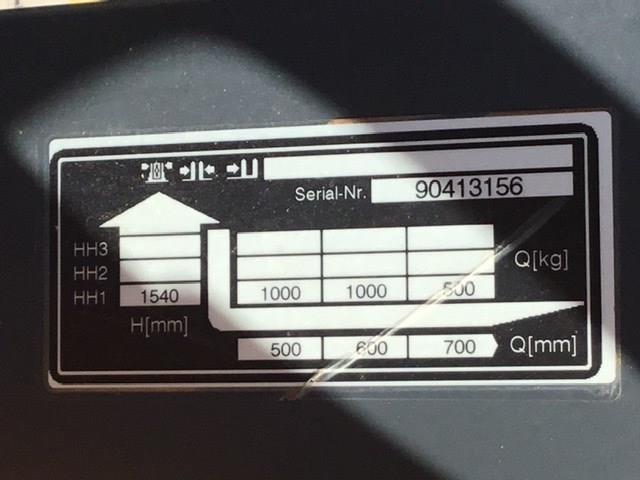 Serial-Nr. 90413156
HH3
HH2
HH1 1540 1000 1000 500
Q[kg]
H[mm]
500 600 700 Q[mm]